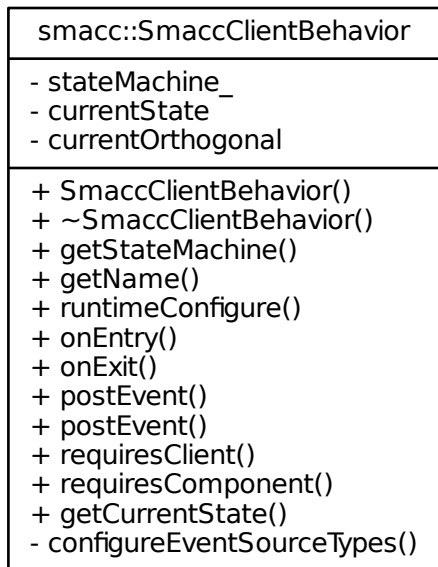 smacc::SmaccClientBehavior
- stateMachine_
- currentState
- currentOrthogonal
+ SmaccClientBehavior()
+ ~SmaccClientBehavior()
+ getStateMachine()
+ getName()
+ runtimeConfigure()
+ onEntry()
+ onExit()
+ postEvent()
+ postEvent()
+ requiresClient()
+ requiresComponent()
+ getCurrentState()
- configureEventSourceTypes()